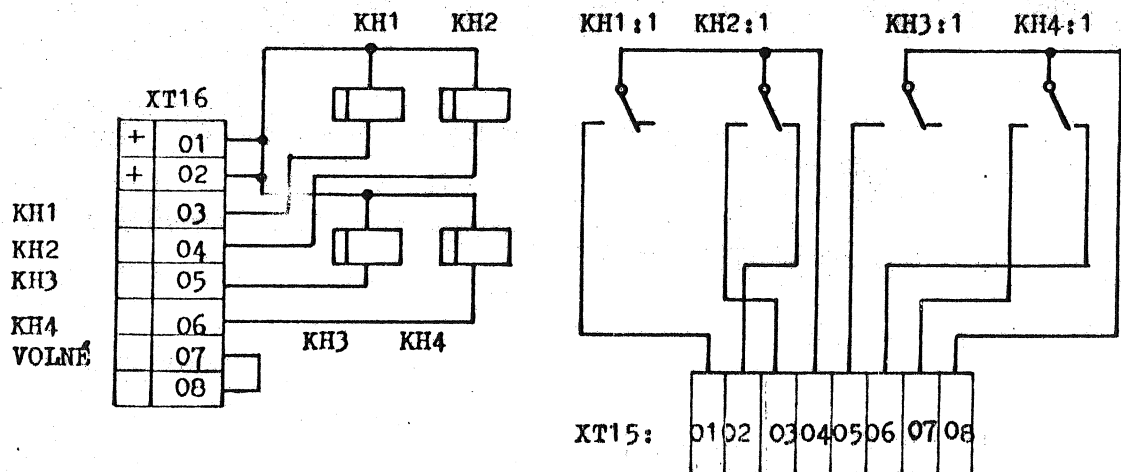 KH1 KH2
XT16
+ 01
+ 02
KH1 03
KH2 04
KH3 05
KH4 06
VOLNÉ 07
08
KH3 KH4
KH1:1 KH2:1 KH3:1 KH4:1
XT15: 01 02 03 04 05 06 07 08